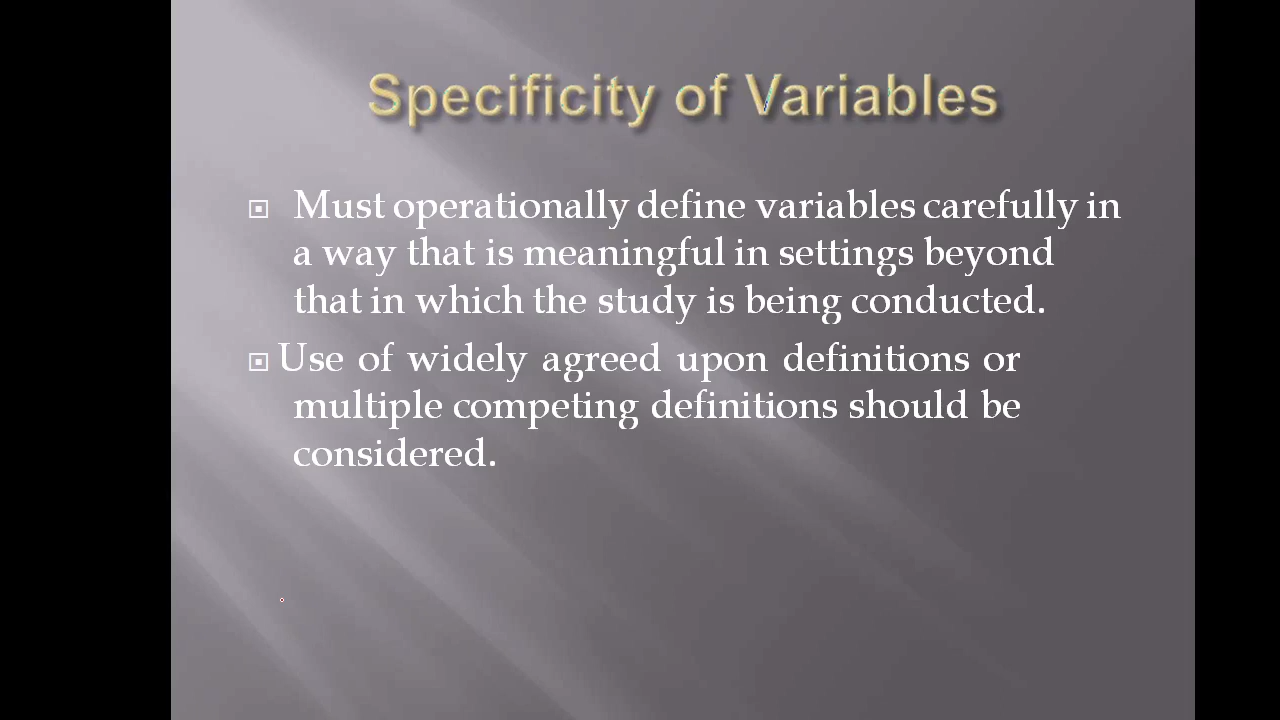 Specificity of Variables
Must operationally define variables carefully in
a way that is meaningful in settings beyond
that in which the study is being conducted.
Use of widely agreed upon definitions or
multiple competing definitions should be
considered.